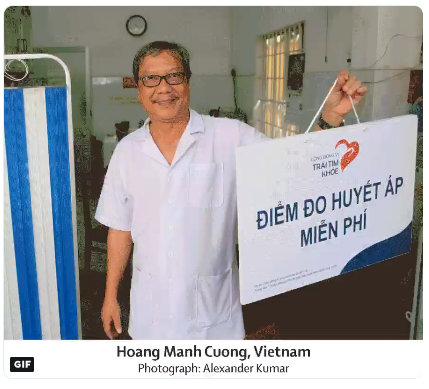 TRÁI TIM
KHỎE
ĐIỂM ĐO HUYẾT ÁP
MIỄN PHÍ
GIF
Hoang Manh Cuong, Vietnam
Photograph: Alexander Kumar